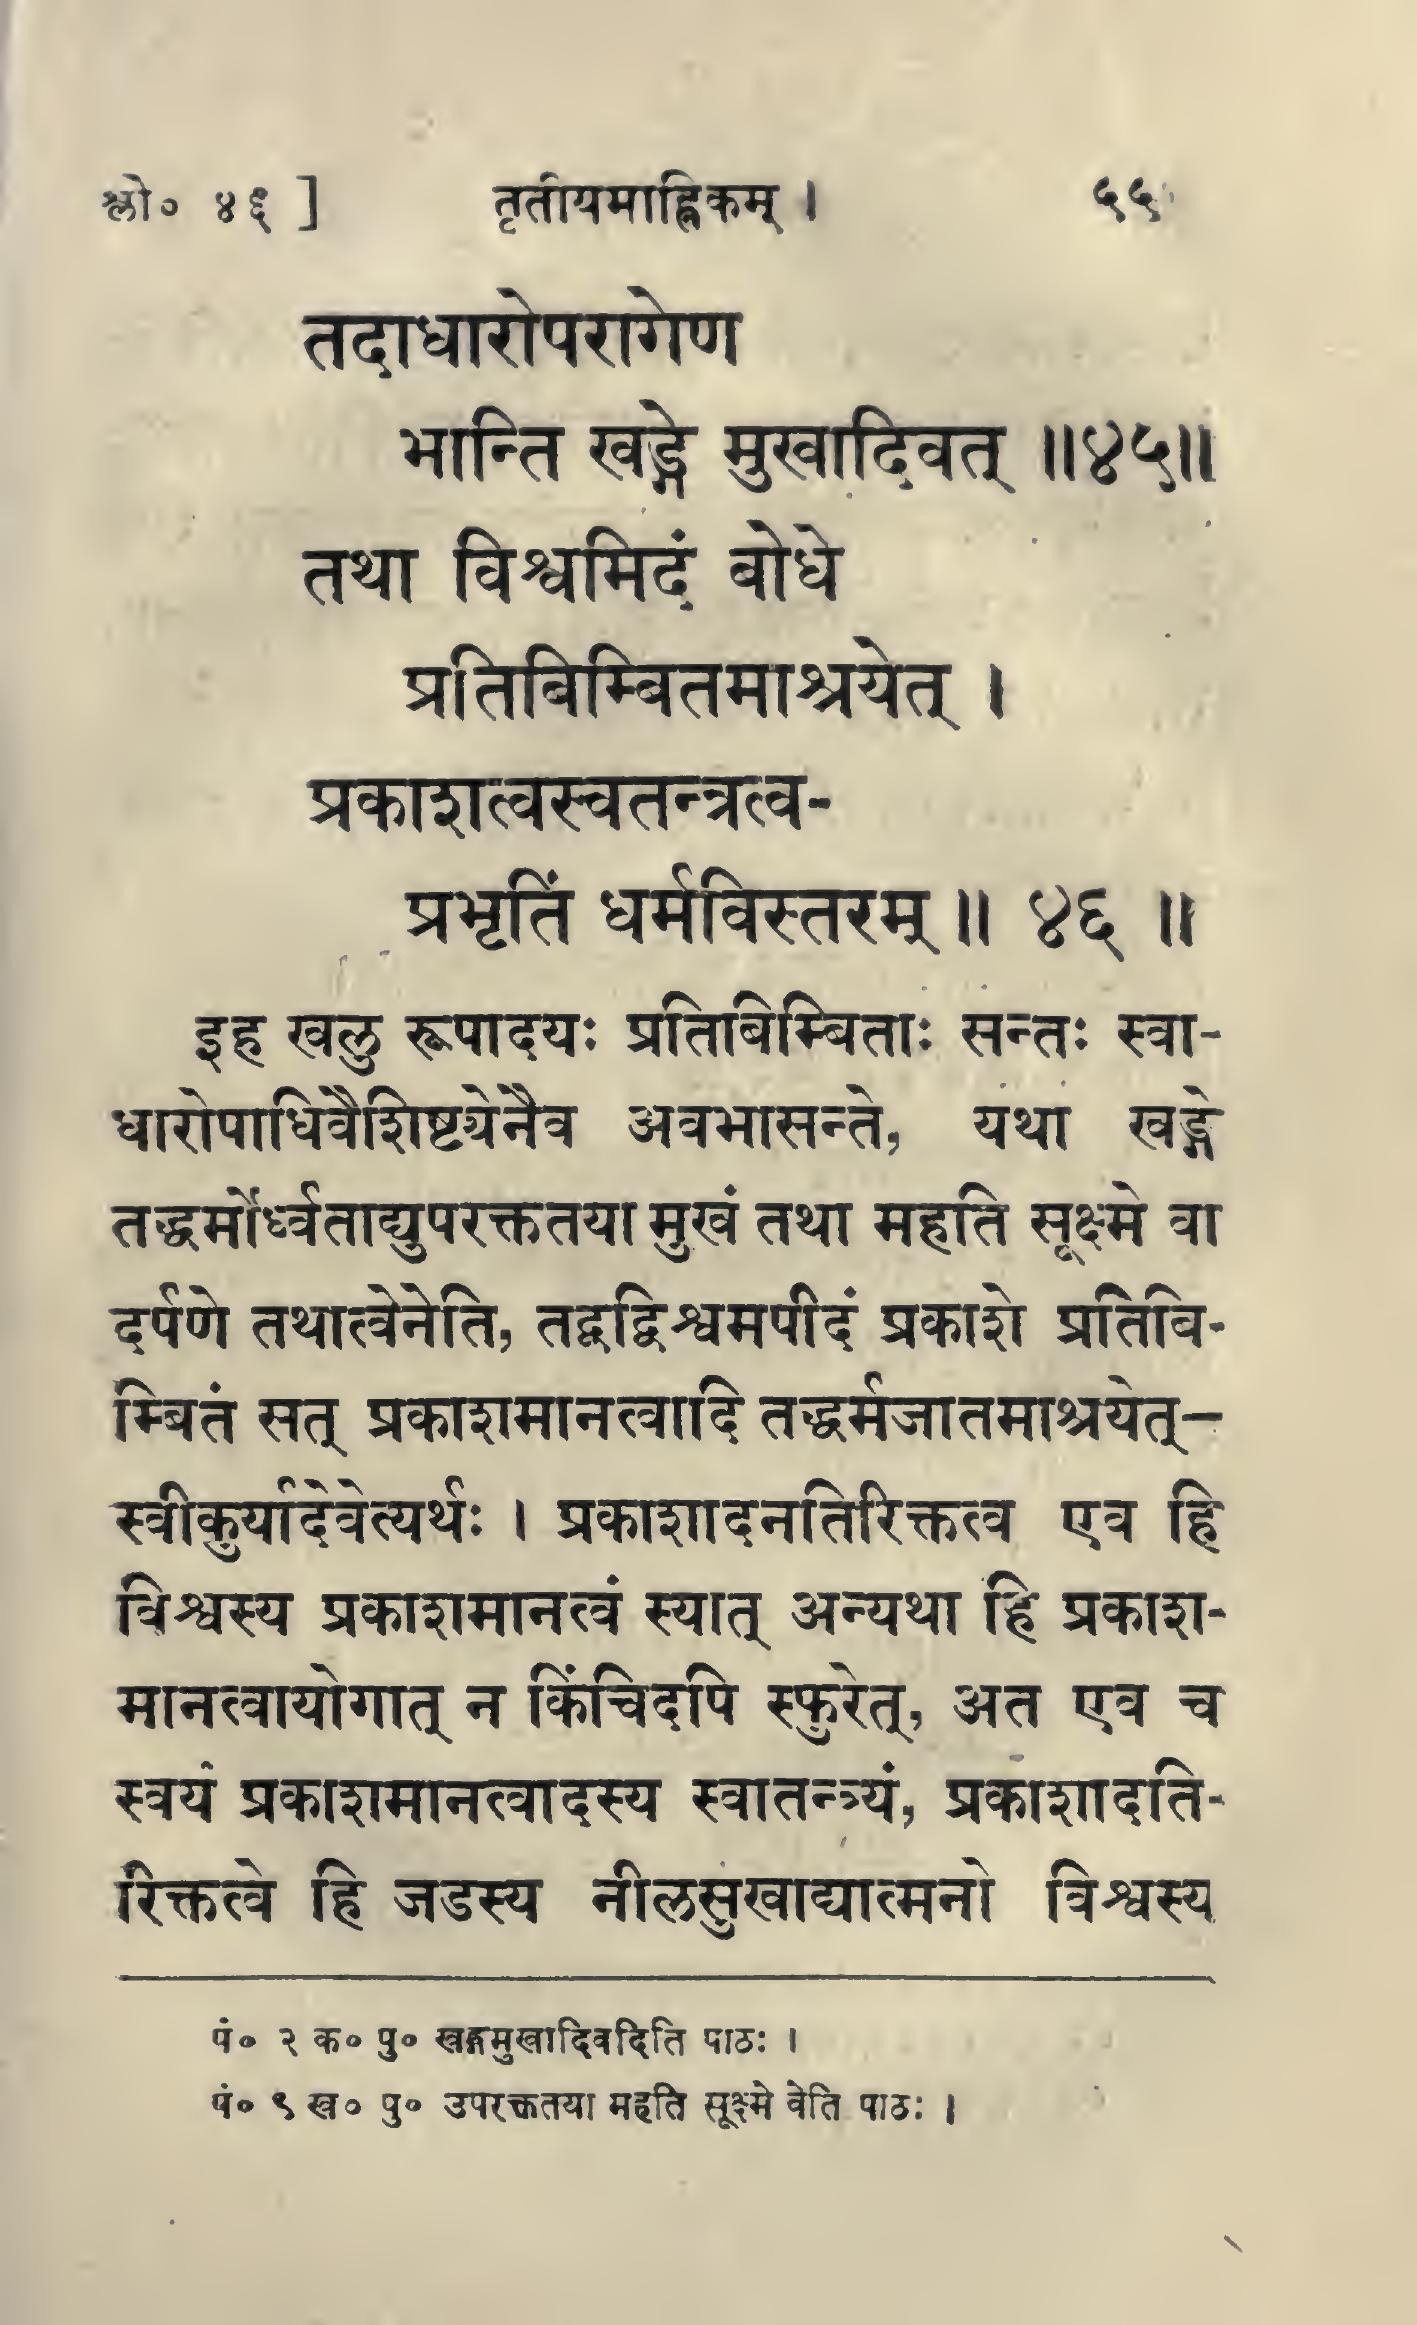 श्लो० ४६ ] तृतीयमाह्निकम् । ५५
तदाधारोपरागेण
भान्ति खड्गे मुखादिवत् ॥४५॥
तथा विश्वमिदं बोधे
प्रतिबिम्बितमाश्रयेत् ।
प्रकाशत्वस्वतन्त्रत्व-
प्रभृतिं धर्मविस्तरम् ॥ ४६ ॥
इह खलु रूपादयः प्रतिबिम्बिताः सन्तः स्वा-
धारोपाधिवैशिष्ट्येनैव अवभासन्ते, यथा खड्गे
तद्धर्मोर्ध्वताद्युपरक्ततया मुखं तथा महति सूक्ष्मे वा
दर्पणे तथात्वेनेति, तद्वद्विश्वमपीदं प्रकाशे प्रतिबि-
म्बितं सत् प्रकाशमानत्वादि तद्धर्मजातमाश्रयेत्—
स्वीकुर्यादेवेत्यर्थः । प्रकाशादनतिरिक्तत्व एव हि
विश्वस्य प्रकाशमानत्वं स्यात् अन्यथा हि प्रकाश-
मानत्वायोगात् न किंचिदपि स्फुरेत्, अत एव च
स्वयं प्रकाशमानत्वादस्य स्वातन्त्र्यं, प्रकाशादति-
रिक्तत्वे हि जडस्य नीलसुखाद्यात्मनो विश्वस्य
पं० २ क० पु० खड्गमुखादिवदिति पाठः ।
पं० ९ ख० पु० उपरक्ततया महति सूक्ष्मे वेति पाठः ।